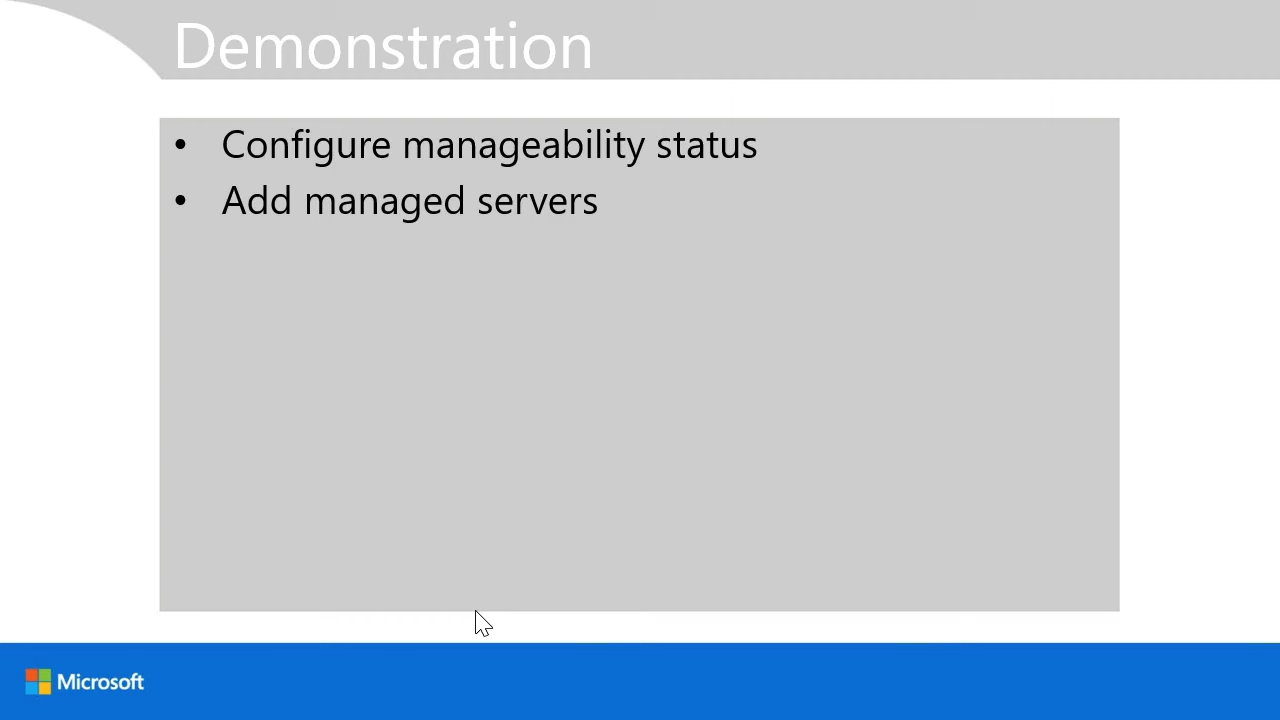 Demonstration
• Configure manageability status
• Add managed servers
Microsoft